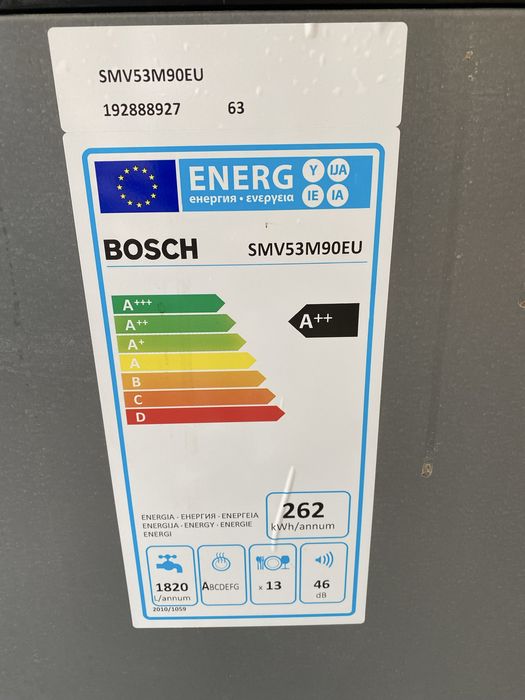 SMV53M90EU
192888927 63
ENERG Y IJA
енергия · ενεργεια IE IA
BOSCH SMV53M90EU
A+++
A++ A++
A+
A
B
C
D
ENERGIA · ЕНЕРГИЯ · ΕΝΕΡΓΕΙΑ
ENERGIJA · ENERGY · ENERGIE
ENERGI
262
kWh/annum
1820 ABCDEFG x 13 46
L/annum dB
2010/1059